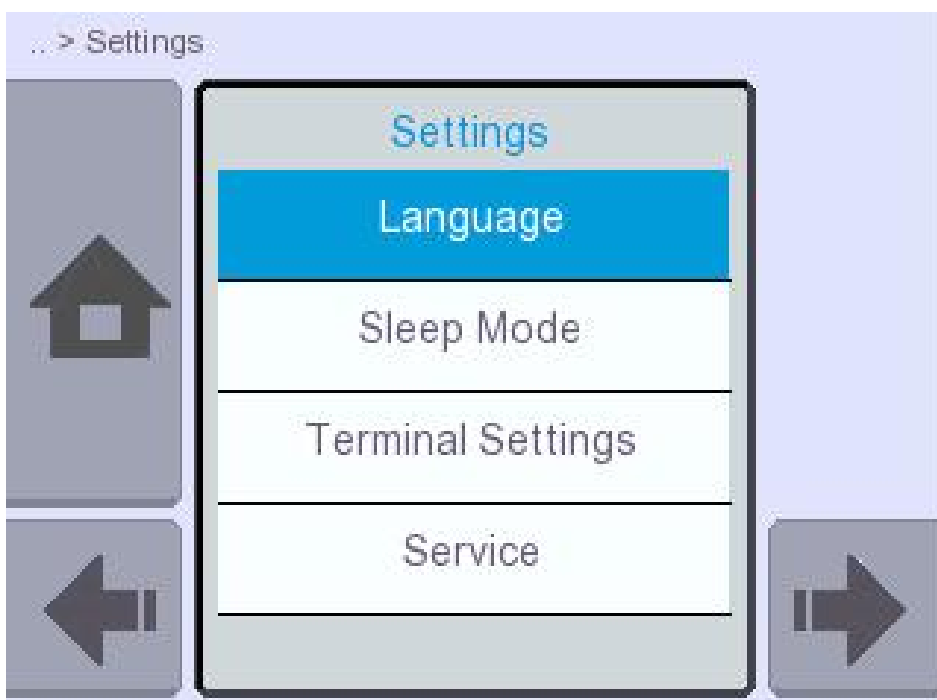 .. > Settings
Settings
Language
Sleep Mode
Terminal Settings
Service